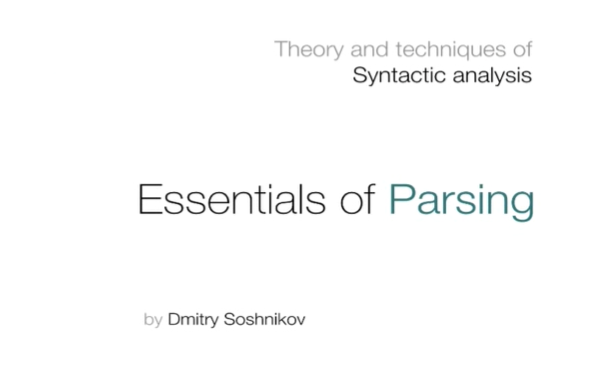 Theory and techniques of
Syntactic analysis
Essentials of Parsing
by Dmitry Soshnikov